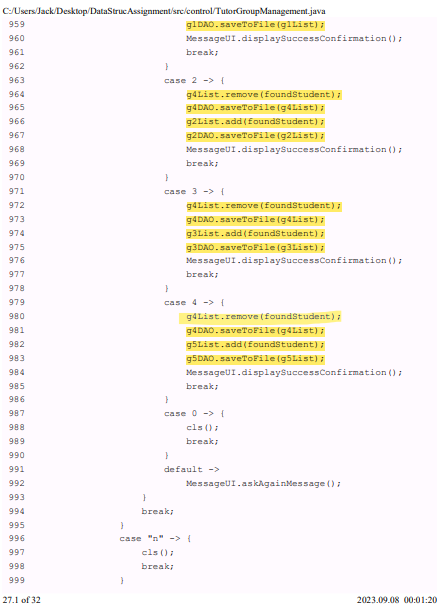 C:/Users/Jack/Desktop/DataStrucAssignment/src/control/TutorGroupManagement.java
959 g1DAO.saveToFile(g1List);
960 MessageUI.displaySuccessConfirmation();
961 break;
962 }
963 case 2 -> {
964 g4List.remove(foundStudent);
965 g4DAO.saveToFile(g4List);
966 g2List.add(foundStudent);
967 g2DAO.saveToFile(g2List);
968 MessageUI.displaySuccessConfirmation();
969 break;
970 }
971 case 3 -> {
972 g4List.remove(foundStudent);
973 g4DAO.saveToFile(g4List);
974 g3List.add(foundStudent);
975 g3DAO.saveToFile(g3List);
976 MessageUI.displaySuccessConfirmation();
977 break;
978 }
979 case 4 -> {
980 g4List.remove(foundStudent);
981 g4DAO.saveToFile(g4List);
982 g5List.add(foundStudent);
983 g5DAO.saveToFile(g5List);
984 MessageUI.displaySuccessConfirmation();
985 break;
986 }
987 case 0 -> {
988 cls();
989 break;
990 }
991 default ->
992 MessageUI.askAgainMessage();
993 }
994 break;
995 }
996 case "n" -> {
997 cls();
998 break;
999 }
27.1 of 32 2023.09.08 00:01:20